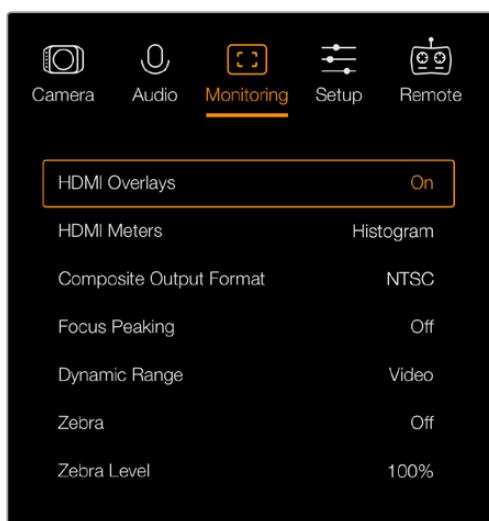 Camera Audio Monitoring Setup Remote
HDMI Overlays On
HDMI Meters Histogram
Composite Output Format NTSC
Focus Peaking Off
Dynamic Range Video
Zebra Off
Zebra Level 100%